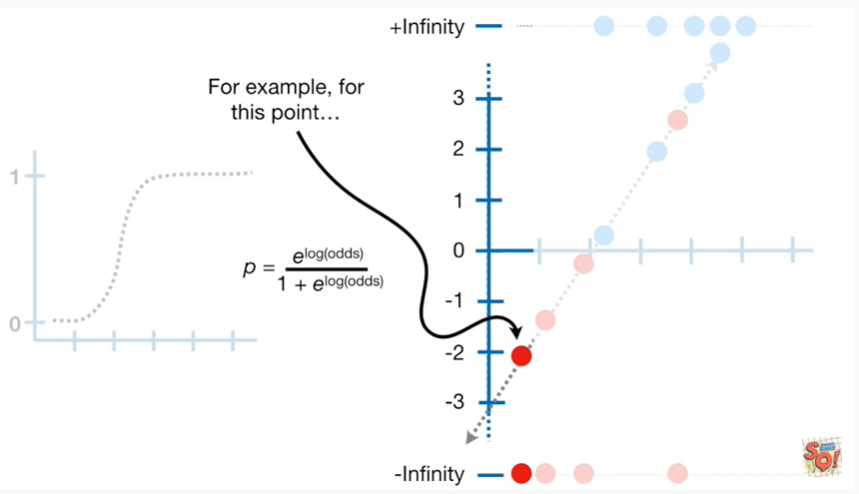 +Infinity
For example, for
this point…
3
2
1
0
-1
-2
-3
-Infinity
1
0
p = e^log(odds) / 1 + e^log(odds)
SQ!